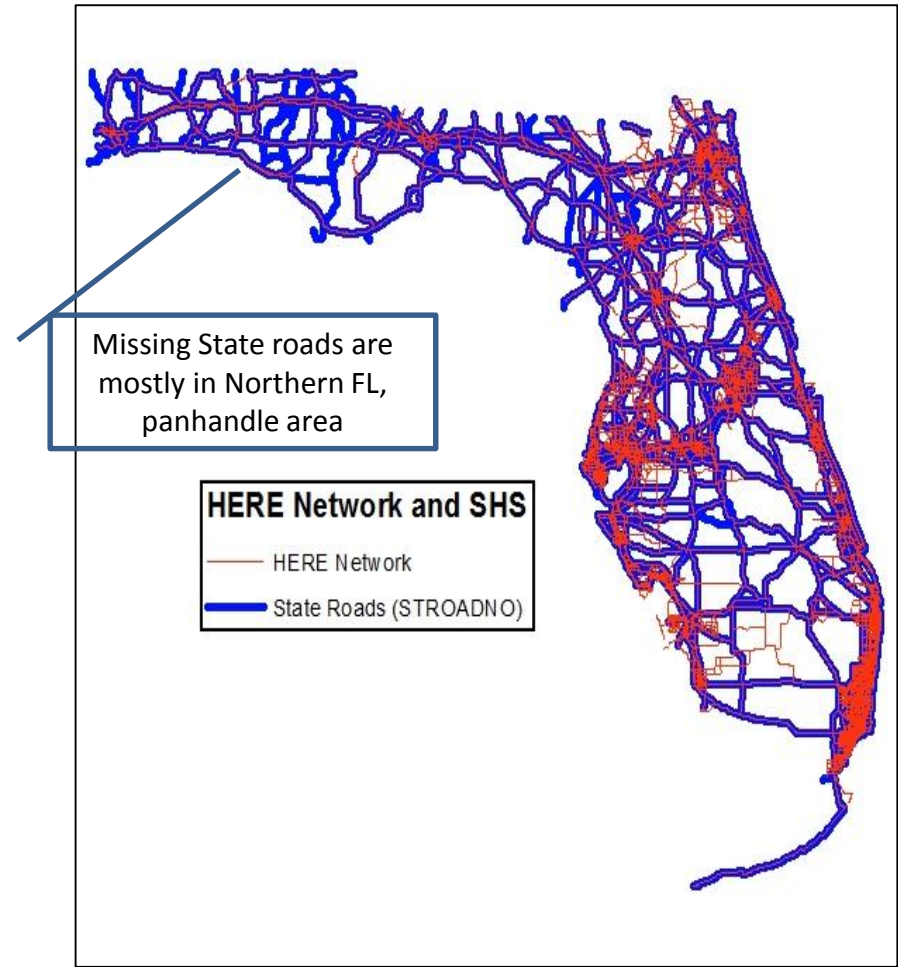 Missing State roads are
mostly in Northern FL,
panhandle area
HERE Network and SHS
HERE Network
State Roads (STROADNO)